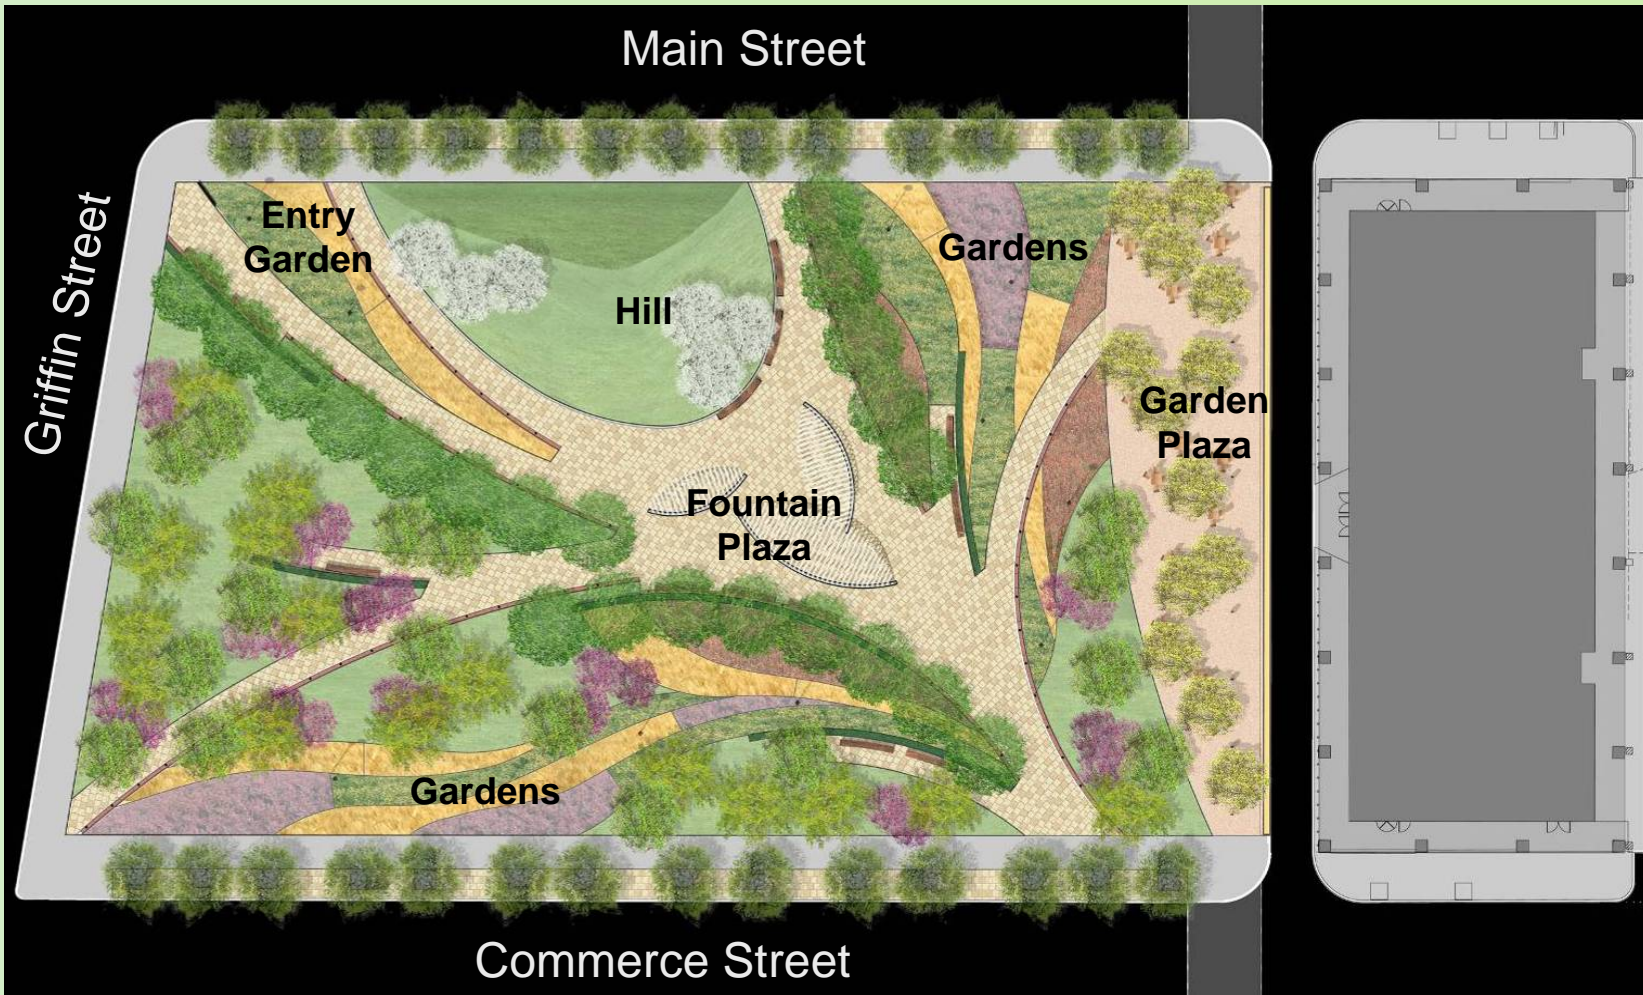 Main Street
Griffin Street
Entry
Garden
Gardens
Hill
Garden
Plaza
Fountain
Plaza
Gardens
Commerce Street